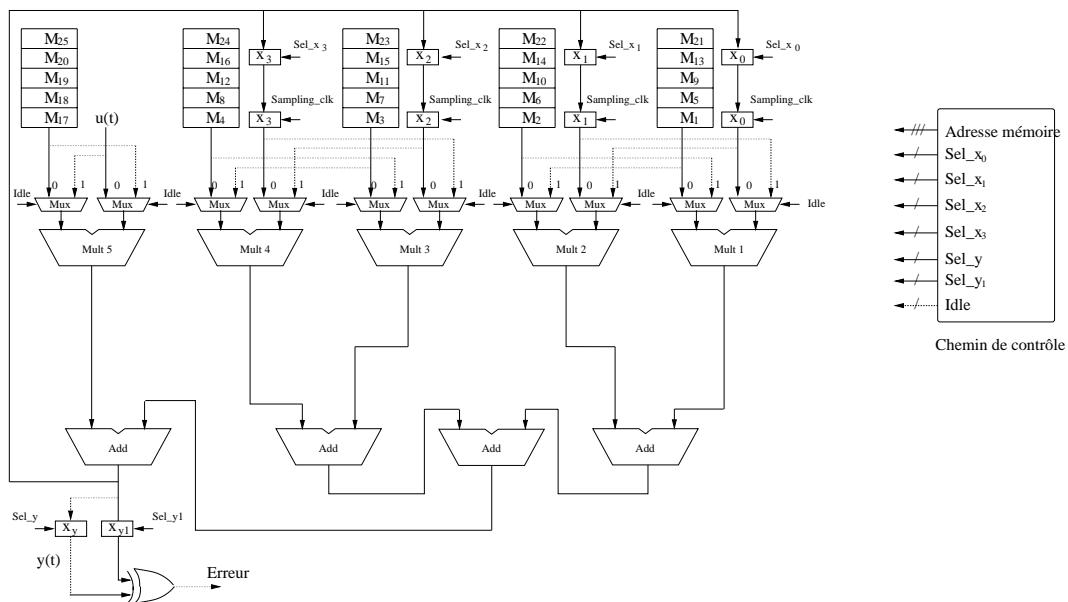 M25 M24 M23 M22 M21
Sel_x 3 Sel_x 2 Sel_x 1 Sel_x 0
M20 M16 x3 M15 x2 M14 x1 M13 x0
M19 M12 M11 M10 M9
M18 M8 Sampling_clk M7 Sampling_clk M6 Sampling_clk M5 Sampling_clk
M17 u(t) M4 x3 M3 x2 M2 x1 M1 x0
0 1 0 1 0 1 0 1 0 1 0 1 0 1 0 1 0 1 0 1
Idle Mux Mux Idle Idle Mux Mux Idle Idle Mux Mux Idle Idle Mux Mux Idle Idle Mux Mux Idle
Mult 5 Mult 4 Mult 3 Mult 2 Mult 1
Add Add Add Add
Sel_y xy xy1 Sel_y1
y(t)
Erreur
Adresse mémoire
Sel_x0
Sel_x1
Sel_x2
Sel_x3
Sel_y
Sel_y1
Idle
Chemin de contrôle